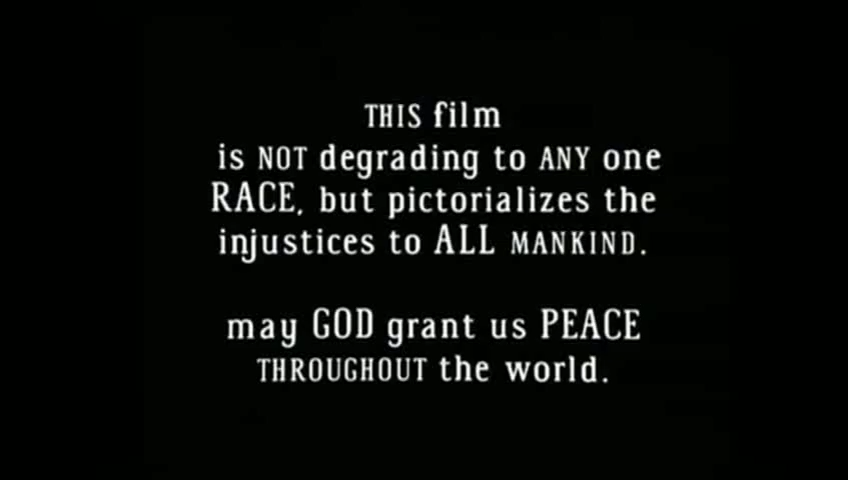 THIS film
is NOT degrading to ANY one
RACE, but pictorializes the
injustices to ALL MANKIND.
may GOD grant us PEACE
THROUGHOUT the world.